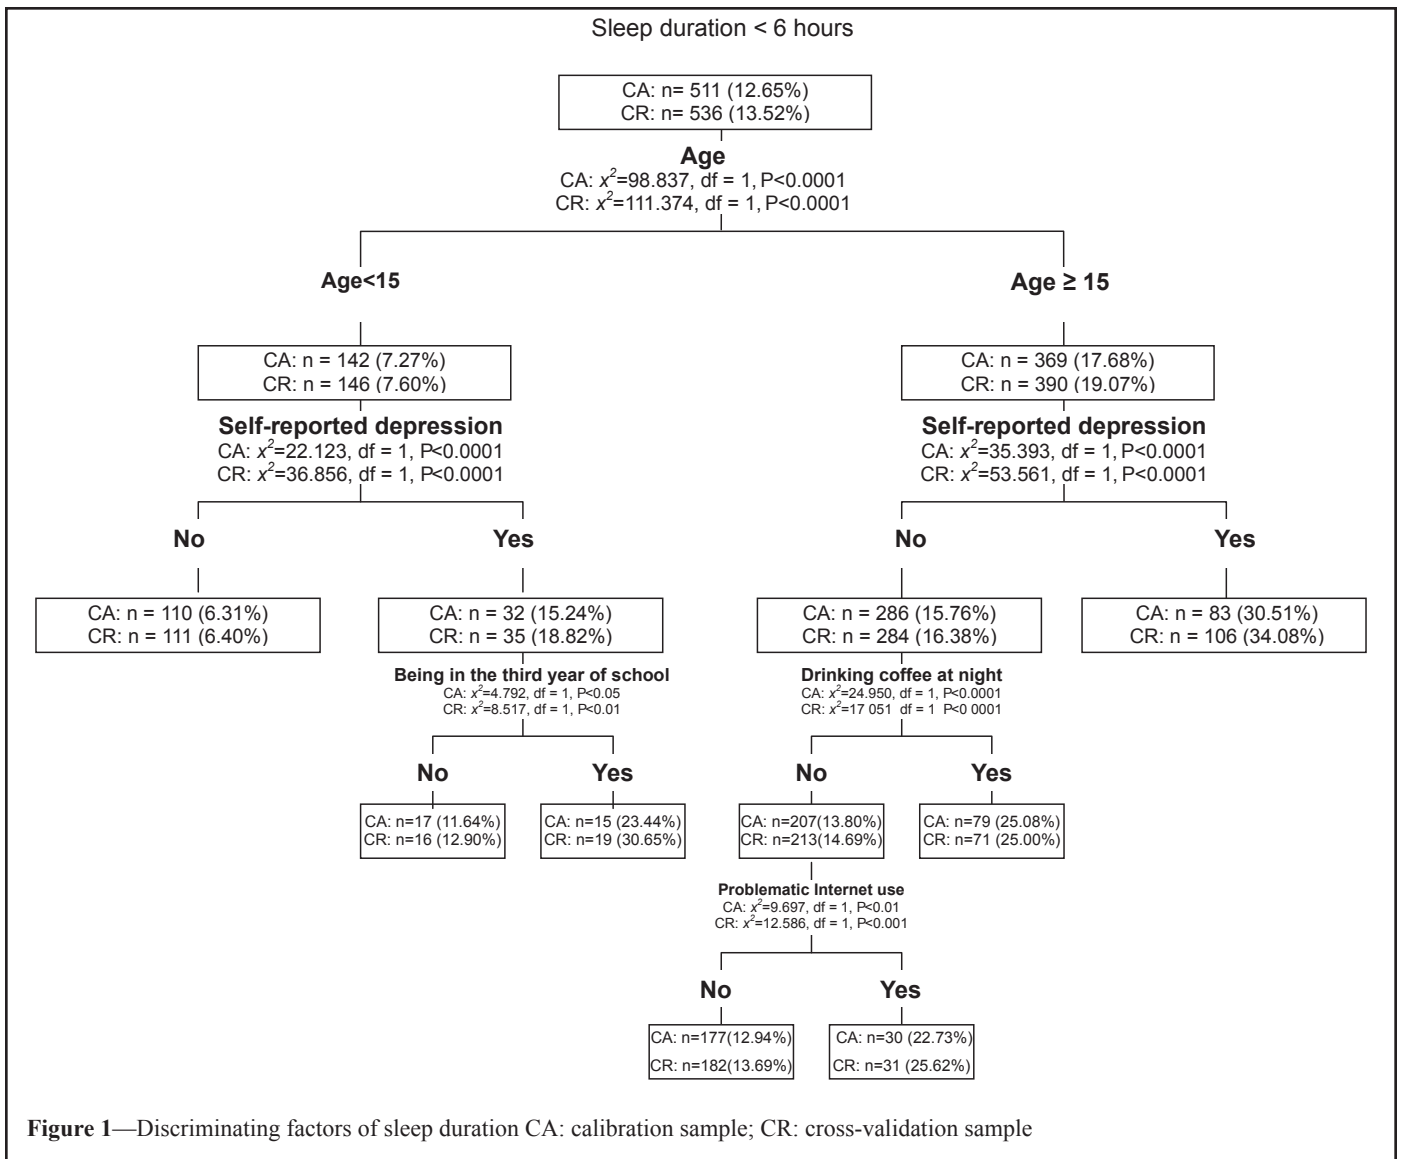 Sleep duration < 6 hours
CA: n= 511 (12.65%)
CR: n= 536 (13.52%)
Age
CA: x²=98.837, df = 1, P<0.0001
CR: x²=111.374, df = 1, P<0.0001
Age<15
Age ≥ 15
CA: n = 142 (7.27%)
CR: n = 146 (7.60%)
CA: n = 369 (17.68%)
CR: n = 390 (19.07%)
Self-reported depression
CA: x²=22.123, df = 1, P<0.0001
CR: x²=36.856, df = 1, P<0.0001
Self-reported depression
CA: x²=35.393, df = 1, P<0.0001
CR: x²=53.561, df = 1, P<0.0001
No
Yes
No
Yes
CA: n = 110 (6.31%)
CR: n = 111 (6.40%)
CA: n = 32 (15.24%)
CR: n = 35 (18.82%)
CA: n = 286 (15.76%)
CR: n = 284 (16.38%)
CA: n = 83 (30.51%)
CR: n = 106 (34.08%)
Being in the third year of school
CA: x²=4.792, df = 1, P<0.05
CR: x²=8.517, df = 1, P<0.01
Drinking coffee at night
CA: x²=24.950, df = 1, P<0.0001
CR: x²=17 051 df = 1 P<0 0001
No
Yes
No
Yes
CA: n=17 (11.64%)
CR: n=16 (12.90%)
CA: n=15 (23.44%)
CR: n=19 (30.65%)
CA: n=207(13.80%)
CR: n=213(14.69%)
CA: n=79 (25.08%)
CR: n=71 (25.00%)
Problematic Internet use
CA: x²=9.697, df = 1, P<0.01
CR: x²=12.586, df = 1, P<0.001
No
Yes
CA: n=177(12.94%)
CR: n=182(13.69%)
CA: n=30 (22.73%)
CR: n=31 (25.62%)
Figure 1—Discriminating factors of sleep duration CA: calibration sample; CR: cross-validation sample